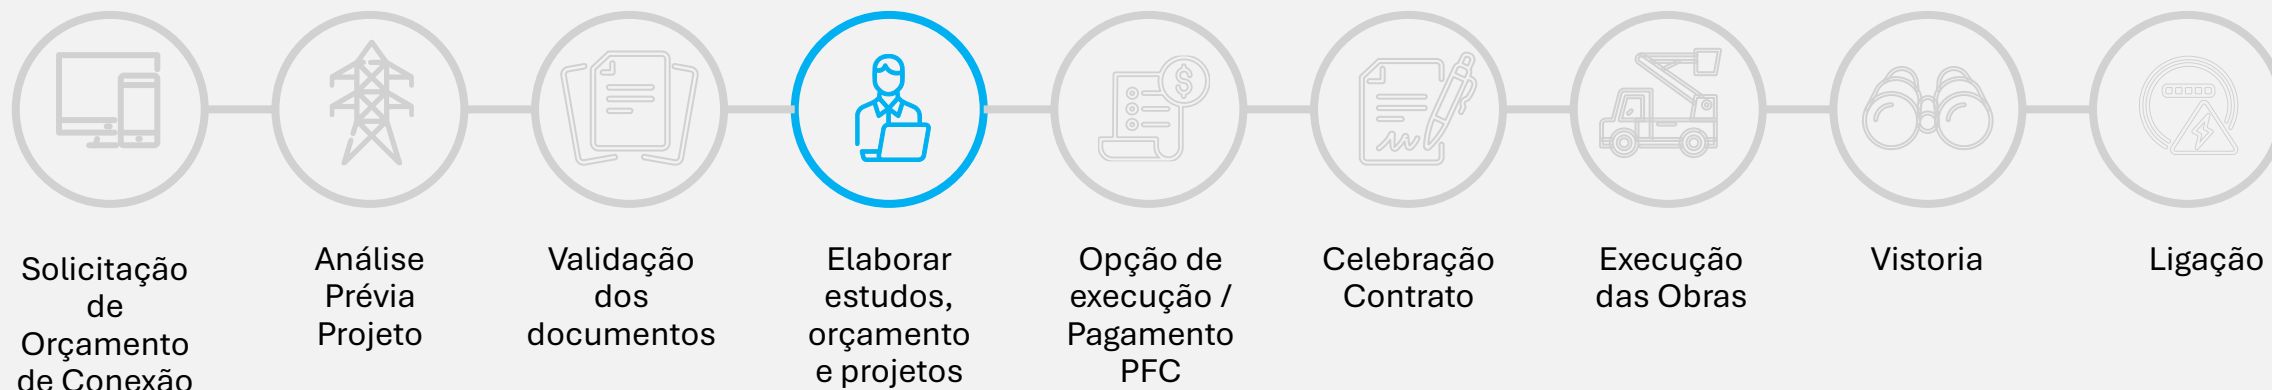 Solicitação
de
Orçamento
de Conexão
Análise
Prévia
Projeto
Validação
dos
documentos
Elaborar
estudos,
orçamento
e projetos
Opção de
execução /
Pagamento
PFC
Celebração
Contrato
Execução
das Obras
Vistoria
Ligação